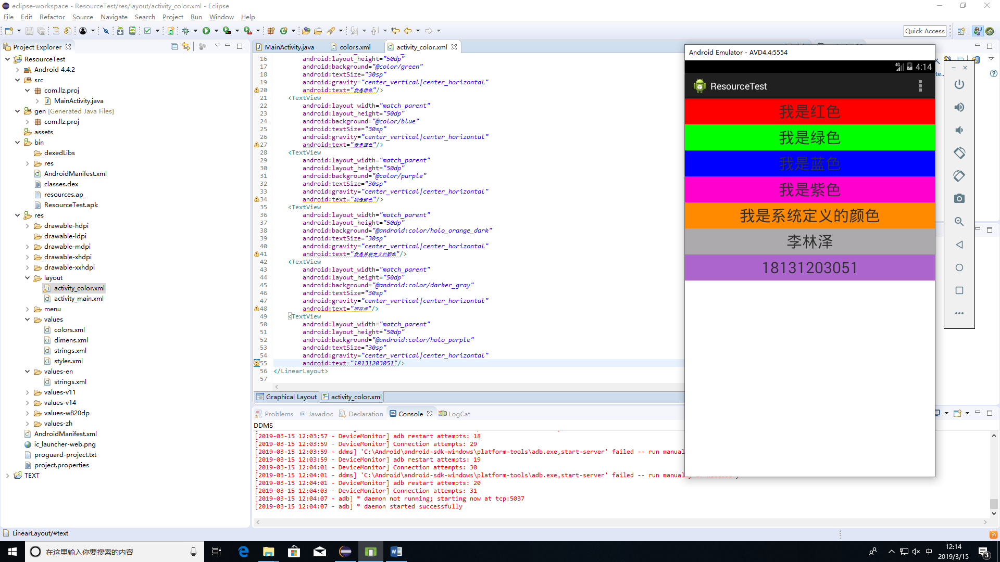 eclipse-workspace - ResourceTest/res/layout/activity_color.xml - Eclipse
File Edit Refactor Source Navigate Search Project Run Window Help
Quick Access
Project Explorer
ResourceTest
Android 4.4.2
src
com.llz.proj
MainActivity.java
gen [Generated Java Files]
com.llz.proj
assets
bin
dexedLibs
res
AndroidManifest.xml
classes.dex
resources.ap_
ResourceTest.apk
res
drawable-hdpi
drawable-ldpi
drawable-mdpi
drawable-xhdpi
drawable-xxhdpi
layout
activity_color.xml
activity_main.xml
menu
values
colors.xml
dimens.xml
strings.xml
styles.xml
values-en
strings.xml
values-v11
values-v14
values-w820dp
values-zh
AndroidManifest.xml
ic_launcher-web.png
proguard-project.txt
project.properties
TEXT
MainActivity.java colors.xml activity_color.xml
16 android:layout_height="50dp"
17 android:background="@color/green"
18 android:textSize="30sp"
19 android:gravity="center_vertical|center_horizontal"
20 android:text="我是绿色"/>
21 <TextView
22 android:layout_width="match_parent"
23 android:layout_height="50dp"
24 android:background="@color/blue"
25 android:textSize="30sp"
26 android:gravity="center_vertical|center_horizontal"
27 android:text="我是蓝色"/>
28 <TextView
29 android:layout_width="match_parent"
30 android:layout_height="50dp"
31 android:background="@color/purple"
32 android:textSize="30sp"
33 android:gravity="center_vertical|center_horizontal"
34 android:text="我是紫色"/>
35 <TextView
36 android:layout_width="match_parent"
37 android:layout_height="50dp"
38 android:background="@android:color/holo_orange_dark"
39 android:textSize="30sp"
40 android:gravity="center_vertical|center_horizontal"
41 android:text="我是系统定义的颜色"/>
42 <TextView
43 android:layout_width="match_parent"
44 android:layout_height="50dp"
45 android:background="@android:color/darker_gray"
46 android:textSize="30sp"
47 android:gravity="center_vertical|center_horizontal"
48 android:text="李林泽"/>
49 <TextView
50 android:layout_width="match_parent"
51 android:layout_height="50dp"
52 android:background="@android:color/holo_purple"
53 android:textSize="30sp"
54 android:gravity="center_vertical|center_horizontal"
55 android:text="18131203051"/>
56 </LinearLayout>
57
Graphical Layout activity_color.xml
Problems @ Javadoc Declaration Console LogCat
DDMS
[2019-03-15 12:03:57 - DeviceMonitor] adb restart attempts: 18
[2019-03-15 12:03:59 - DeviceMonitor] Connection attempts: 29
[2019-03-15 12:03:59 - ddms] 'C:\Android\android-sdk-windows\platform-tools\adb.exe,start-server' failed -- run manual
[2019-03-15 12:03:59 - DeviceMonitor] adb restart attempts: 19
[2019-03-15 12:04:01 - DeviceMonitor] Connection attempts: 30
[2019-03-15 12:04:01 - ddms] 'C:\Android\android-sdk-windows\platform-tools\adb.exe,start-server' failed -- run manually
[2019-03-15 12:04:01 - DeviceMonitor] adb restart attempts: 20
[2019-03-15 12:04:03 - DeviceMonitor] Connection attempts: 31
[2019-03-15 12:04:07 - adb] * daemon not running; starting now at tcp:5037
[2019-03-15 12:04:07 - adb] * daemon started successfully
Android Emulator - AVD4.4:5554
4G 4:14
ResourceTest
我是红色
我是绿色
我是蓝色
我是紫色
我是系统定义的颜色
李林泽
18131203051
LinearLayout/#text
在这里输入你要搜索的内容
中
12:14
2019/3/15
3